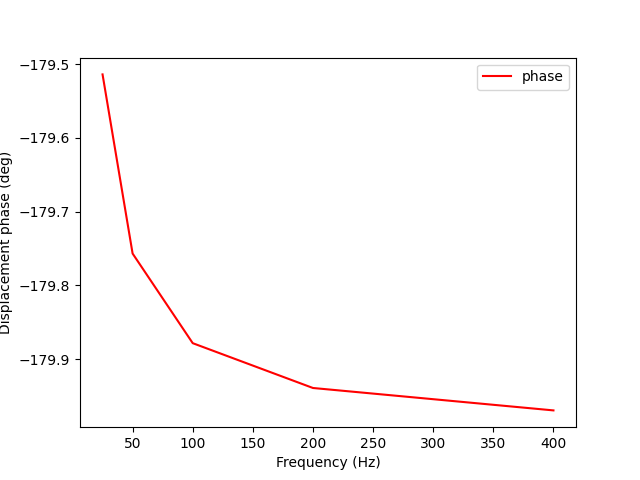 phase
Displacement phase (deg)
−179.5
−179.6
−179.7
−179.8
−179.9
50 100 150 200 250 300 350 400
Frequency (Hz)